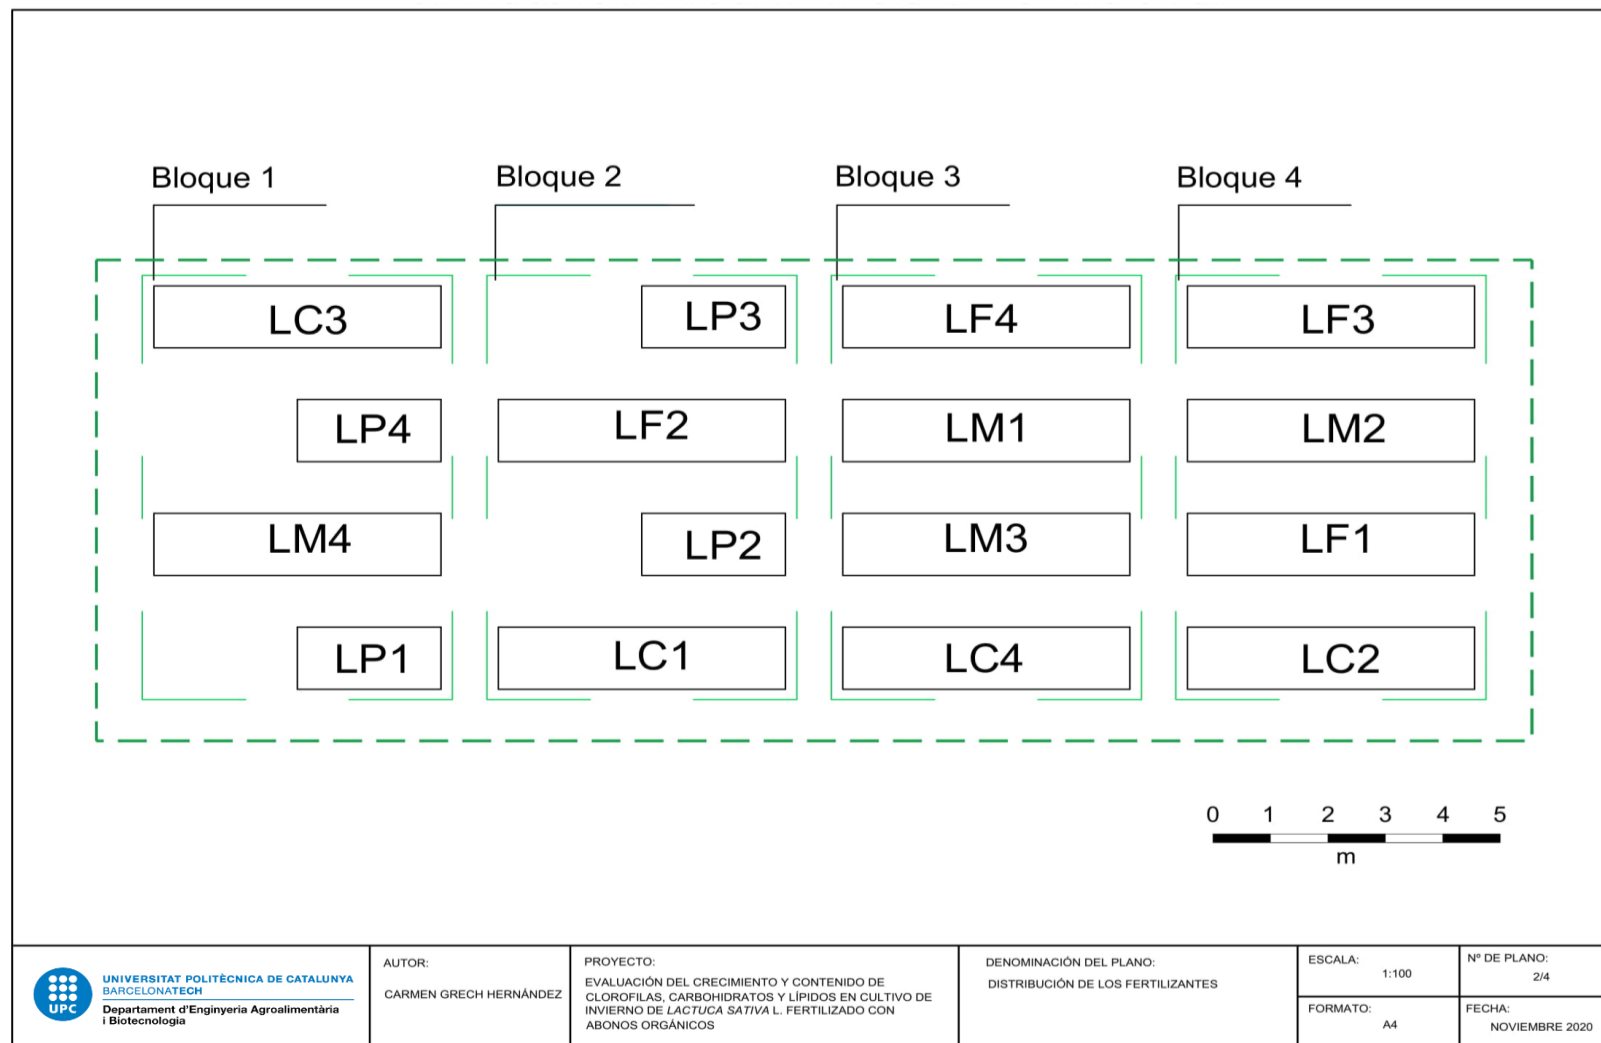 Bloque 1
Bloque 2
Bloque 3
Bloque 4
LC3
LP3
LF4
LF3
LP4
LF2
LM1
LM2
LM4
LP2
LM3
LF1
LP1
LC1
LC4
LC2
0 1 2 3 4 5
m
UPC
UNIVERSITAT POLITÈCNICA DE CATALUNYA
BARCELONATECH
Departament d'Enginyeria Agroalimentària
i Biotecnologia
AUTOR:
CARMEN GRECH HERNÁNDEZ
PROYECTO:
EVALUACIÓN DEL CRECIMIENTO Y CONTENIDO DE
CLOROFILAS, CARBOHIDRATOS Y LÍPIDOS EN CULTIVO DE
INVIERNO DE LACTUCA SATIVA L. FERTILIZADO CON
ABONOS ORGÁNICOS
DENOMINACIÓN DEL PLANO:
DISTRIBUCIÓN DE LOS FERTILIZANTES
ESCALA:
1:100
Nº DE PLANO:
2/4
FORMATO:
A4
FECHA:
NOVIEMBRE 2020